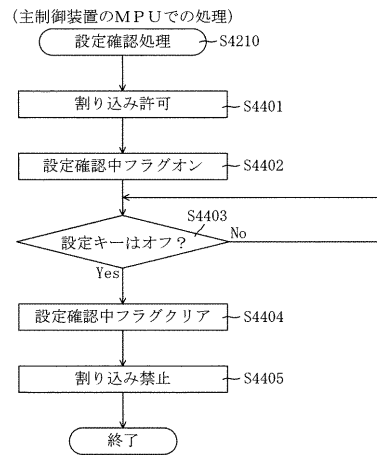 (主制御装置のMPUでの処理)
設定確認処理 S4210
割り込み許可 S4401
設定確認中フラグオン S4402
S4403
設定キーはオフ? No
Yes
設定確認中フラグクリア S4404
割り込み禁止 S4405
終了